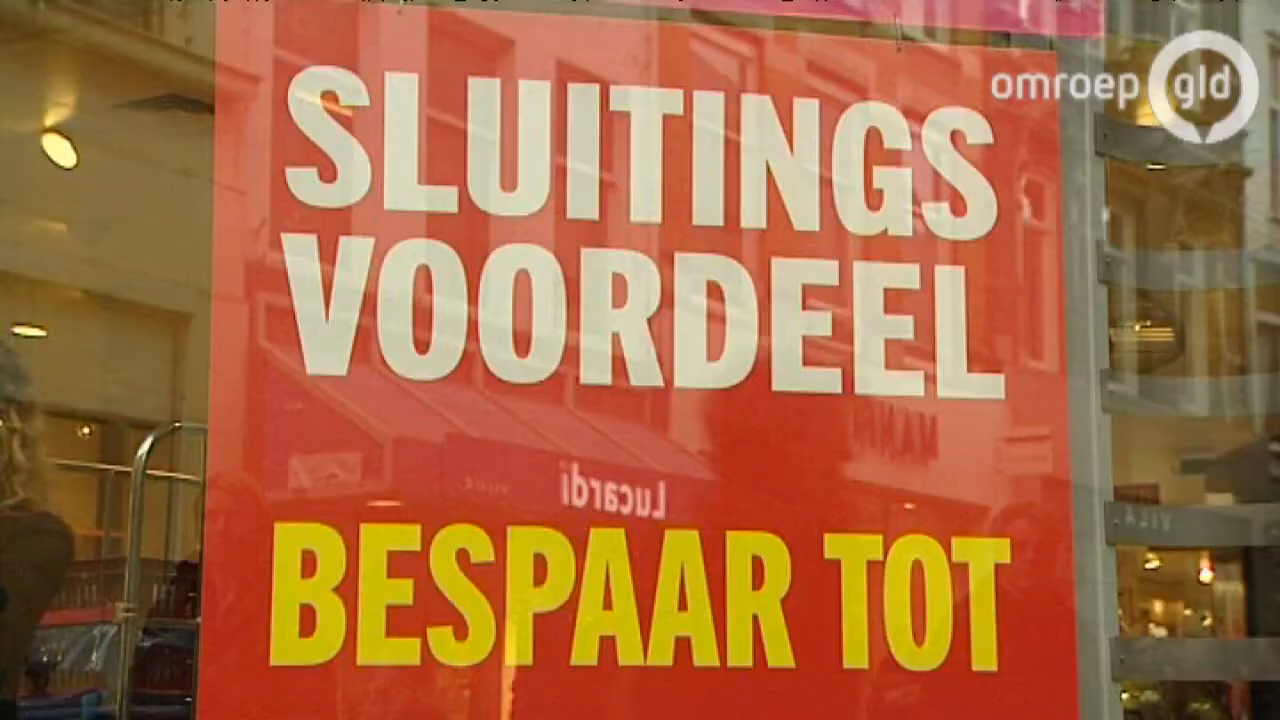 omroep gld
SLUITINGS
VOORDEEL
Lucardi
BESPAAR TOT